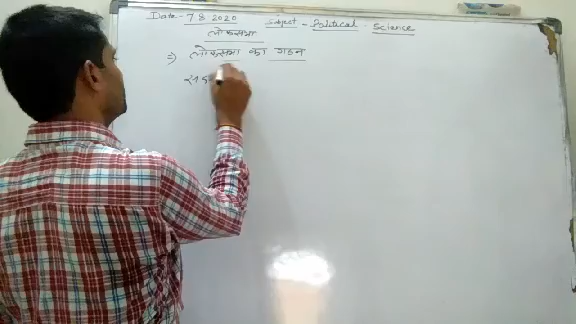 Date - 7 8 2020 Subject - Political Science
लोकसभा
⇒ लोकसभा का गठन